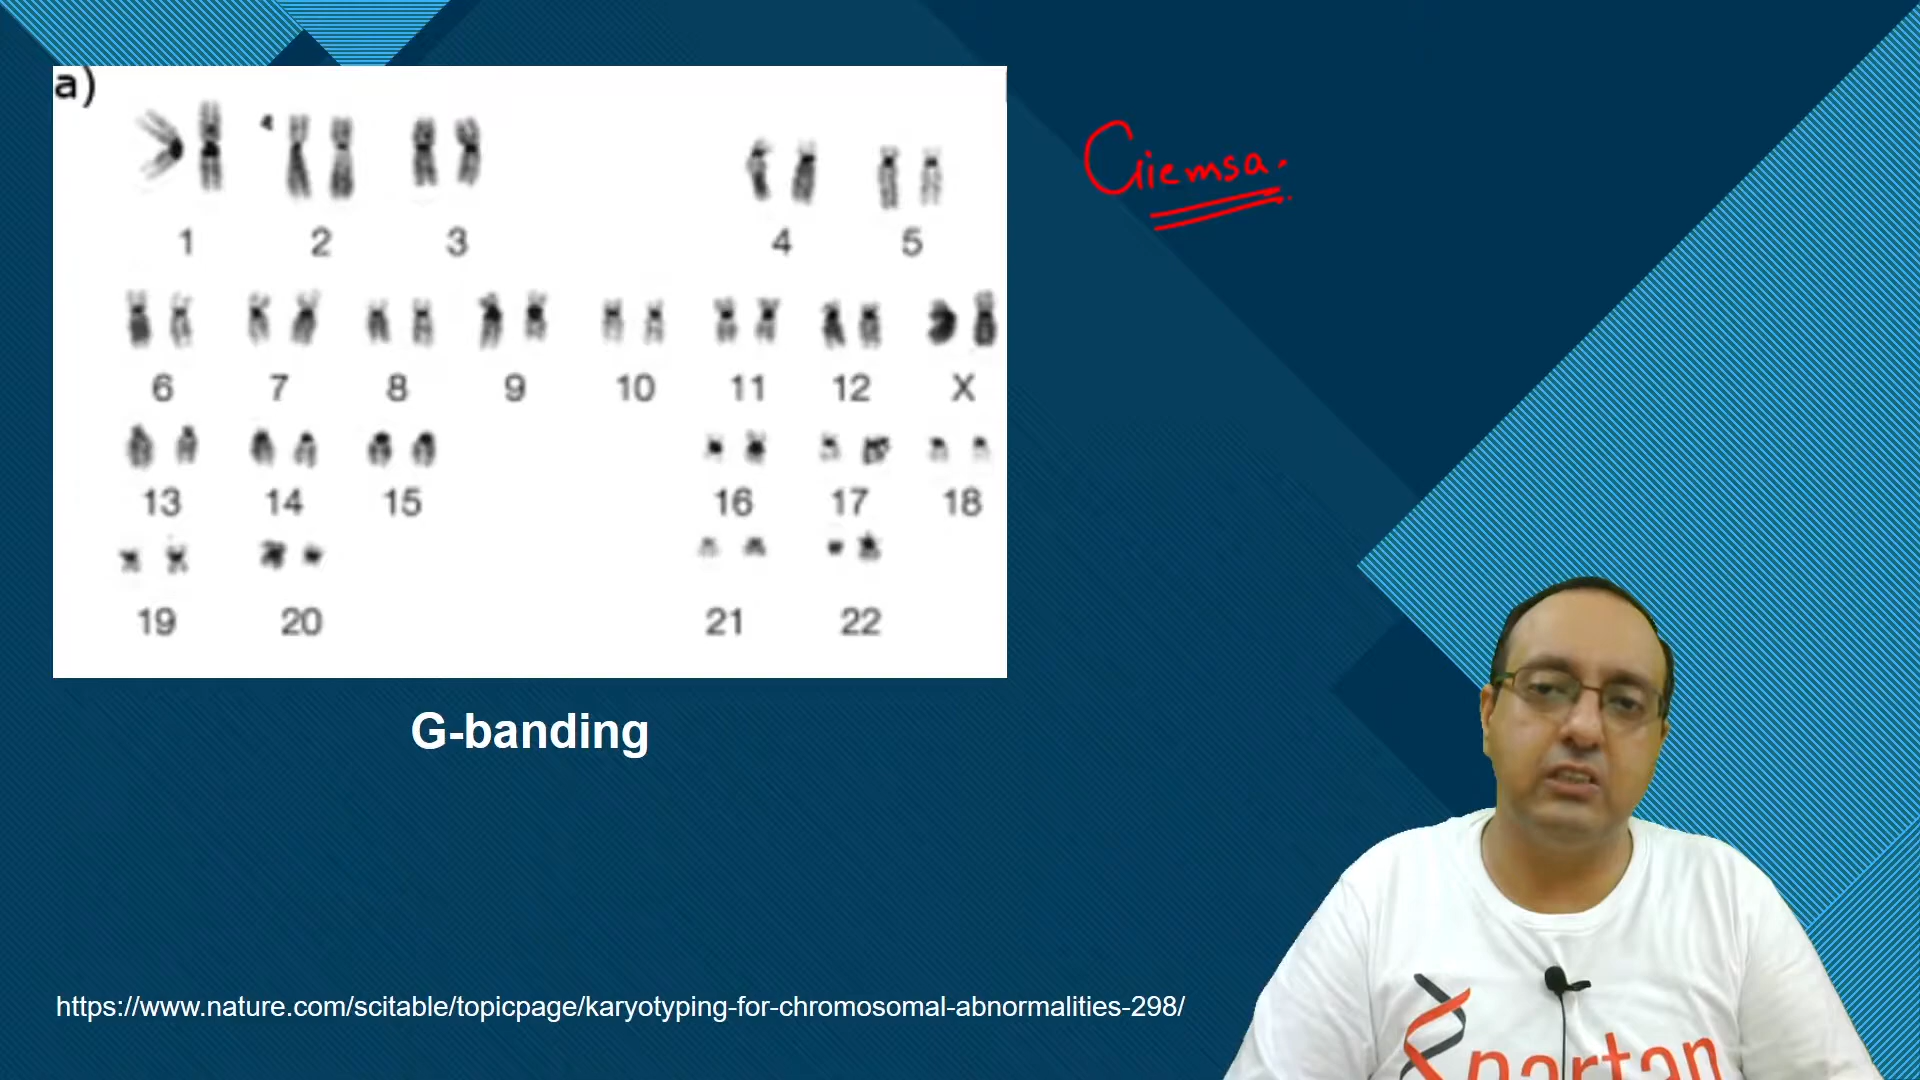 a)
Giemsa.
1 2 3 4 5
6 7 8 9 10 11 12 X
13 14 15 16 17 18
19 20 21 22
G-banding
https://www.nature.com/scitable/topicpage/karyotyping-for-chromosomal-abnormalities-298/